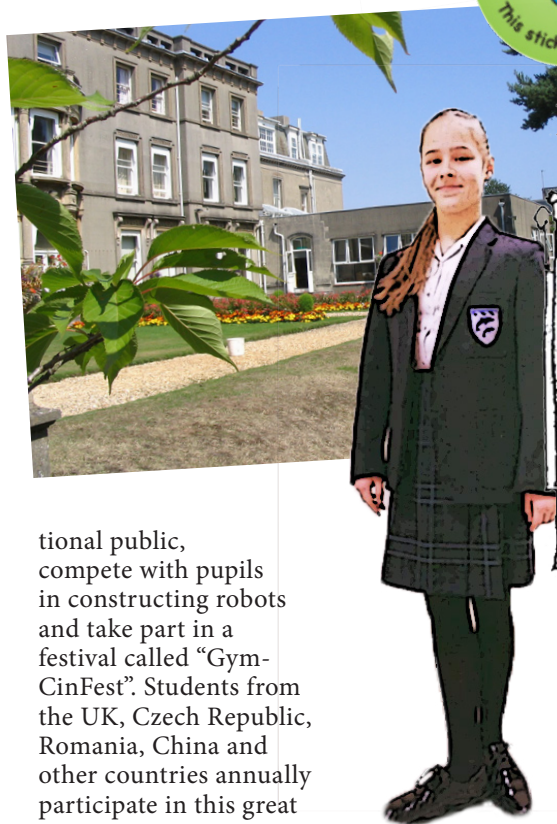 This
tional public,
compete with pupils
in constructing robots
and take part in a
festival called “Gym-
CinFest”. Students from
the UK, Czech Republic,
Romania, China and
other countries annually
participate in this great